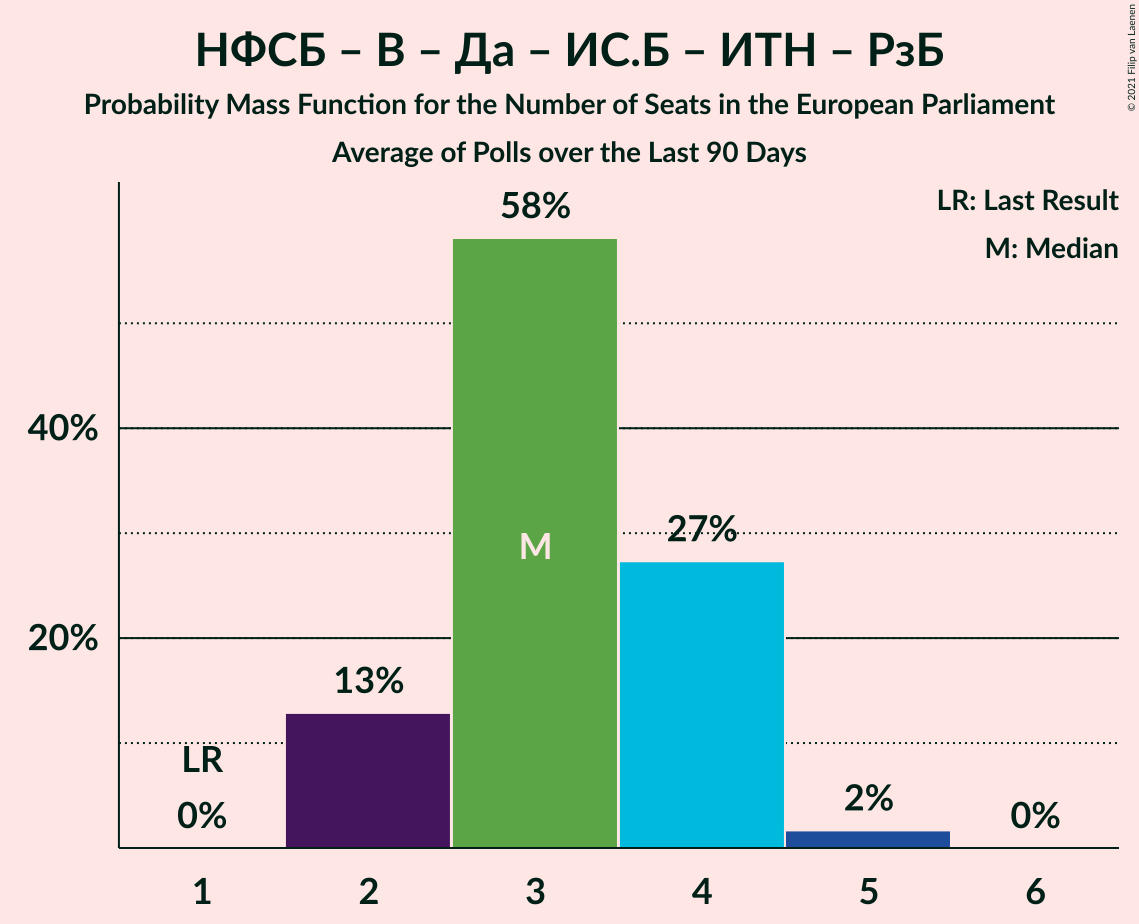 НФСБ – В – Да – ИС.Б – ИТН – РзБ
Probability Mass Function for the Number of Seats in the European Parliament
Average of Polls over the Last 90 Days
© 2021 Filip van Laenen
LR: Last Result
M: Median
58%
40%
27%
M
20%
13%
LR
0%
2%
0%
1 2 3 4 5 6